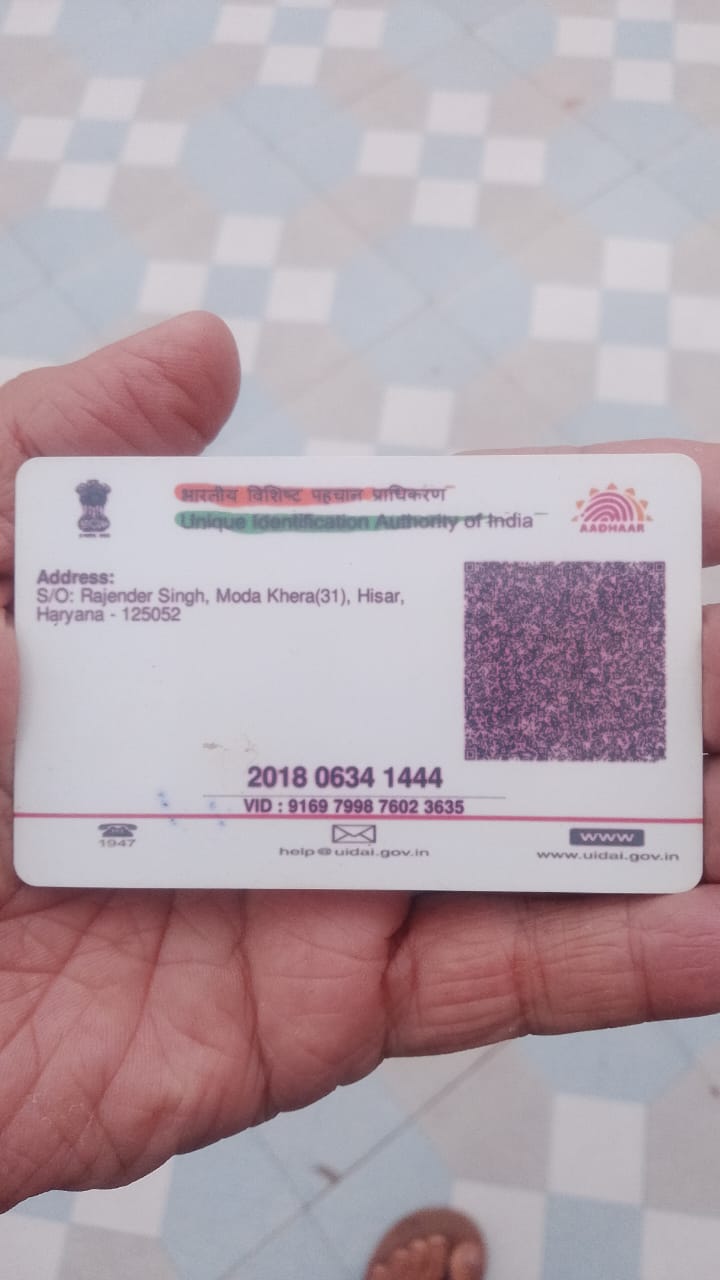 भारतीय विशिष्ट पहचान प्राधिकरण
Unique Identification Authority of India
AADHAAR
Address:
S/O: Rajender Singh, Moda Khera(31), Hisar,
Haryana - 125052
2018 0634 1444
VID : 9169 7998 7602 3635
1947
help@uidai.gov.in
WWW
www.uidai.gov.in